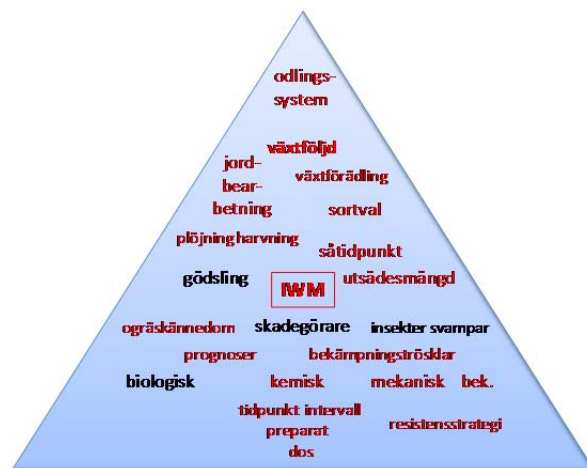 odlings-
system
växtföljd
jord-
bear-
betning
växtförädling
sortval
plöjning harvning
såtidpunkt
gödsling
IWM
utsädesmängd
ogräskännedom
skadegörare
insekter svampar
prognoser
bekämpningströsklar
biologisk
kemisk
mekanisk
bek.
tidpunkt intervall
preparat
dos
resistensstrategi